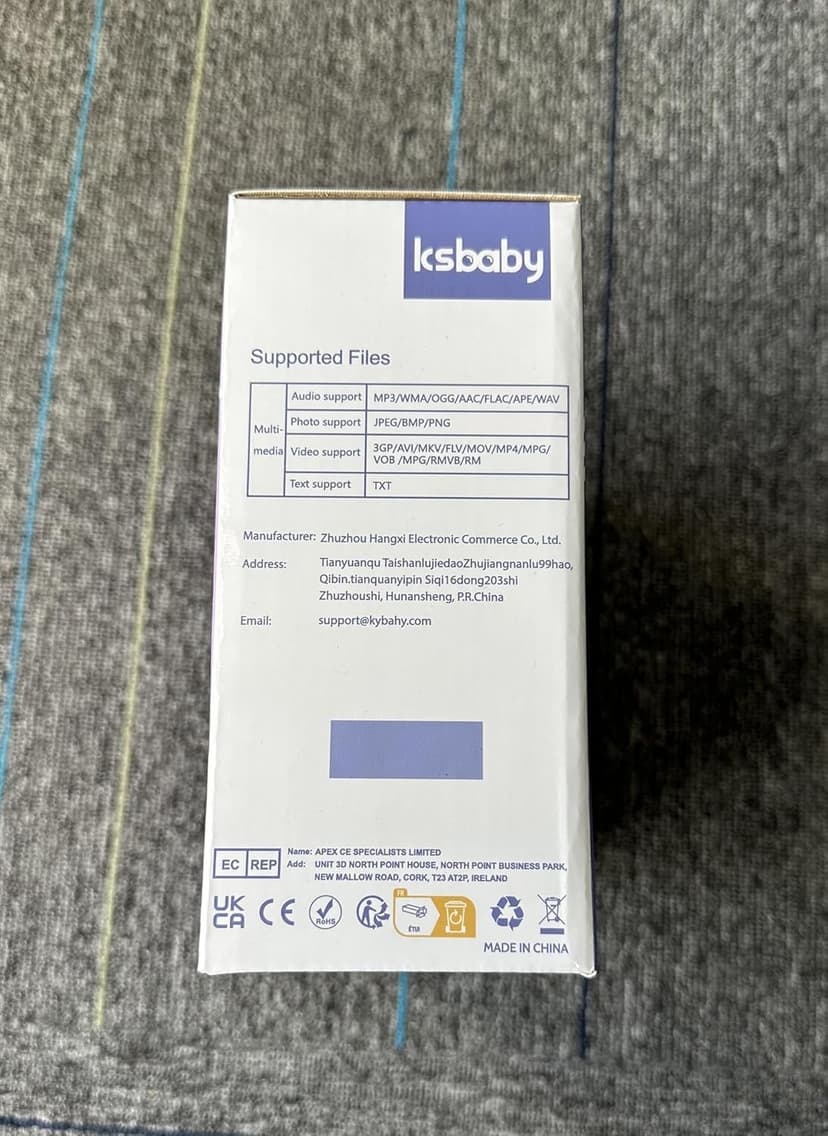 ksbaby
Supported Files
Multi-
media
Audio support MP3/WMA/OGG/AAC/FLAC/APE/WAV
Photo support JPEG/BMP/PNG
Video support 3GP/AVI/MKV/FLV/MOV/MP4/MPG/
VOB /MPG/RMVB/RM
Text support TXT
Manufacturer: Zhuzhou Hangxi Electronic Commerce Co., Ltd.
Address: Tianyuanqu TaishanlujiedaoZhujiangnanlu99hao,
Qibin.tianquanyipin Siqi16dong203shi
Zhuzhoushi, Hunansheng, P.R.China
Email: support@kybahy.com
EC REP
Name: APEX CE SPECIALISTS LIMITED
Add: UNIT 3D NORTH POINT HOUSE, NORTH POINT BUSINESS PARK,
NEW MALLOW ROAD, CORK, T23 AT2P, IRELAND
UK
CA
CE
RoHS
FR
ÉTUI
MADE IN CHINA